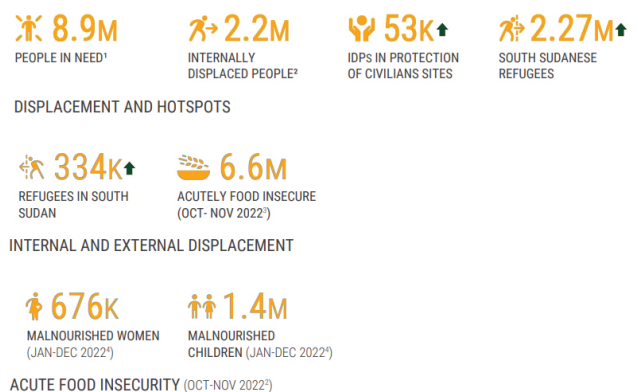 8.9M 2.2M 53K 2.27M
PEOPLE IN NEED¹ INTERNALLY IDPs IN PROTECTION SOUTH SUDANESE
DISPLACED PEOPLE² OF CIVILIANS SITES REFUGEES
DISPLACEMENT AND HOTSPOTS
334K 6.6M
REFUGEES IN SOUTH ACUTELY FOOD INSECURE
SUDAN (OCT- NOV 2022³)
INTERNAL AND EXTERNAL DISPLACEMENT
676K 1.4M
MALNOURISHED WOMEN MALNOURISHED
(JAN-DEC 2022⁴) CHILDREN (JAN-DEC 2022⁴)
ACUTE FOOD INSECURITY (OCT-NOV 2022²)